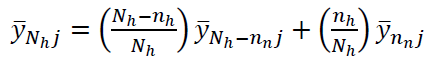 ȳ_{N_h j} = ((N_h − n_h)/N_h) ȳ_{N_h − n_n j} + (n_h/N_h) ȳ_{n_n j}